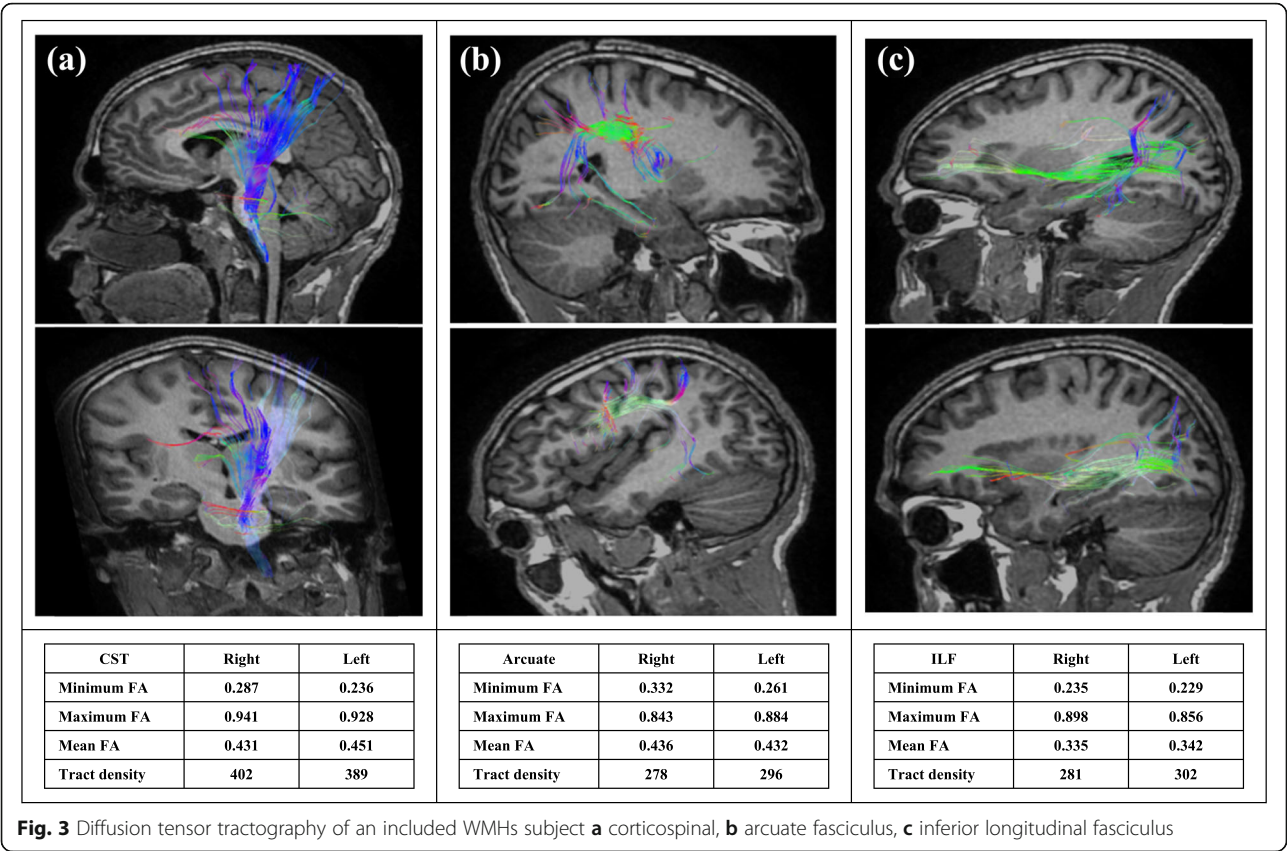 (a)
(b)
(c)
CST Right Left
Minimum FA 0.287 0.236
Maximum FA 0.941 0.928
Mean FA 0.431 0.451
Tract density 402 389
Arcuate Right Left
Minimum FA 0.332 0.261
Maximum FA 0.843 0.884
Mean FA 0.436 0.432
Tract density 278 296
ILF Right Left
Minimum FA 0.235 0.229
Maximum FA 0.898 0.856
Mean FA 0.335 0.342
Tract density 281 302
Fig. 3 Diffusion tensor tractography of an included WMHs subject a corticospinal, b arcuate fasciculus, c inferior longitudinal fasciculus